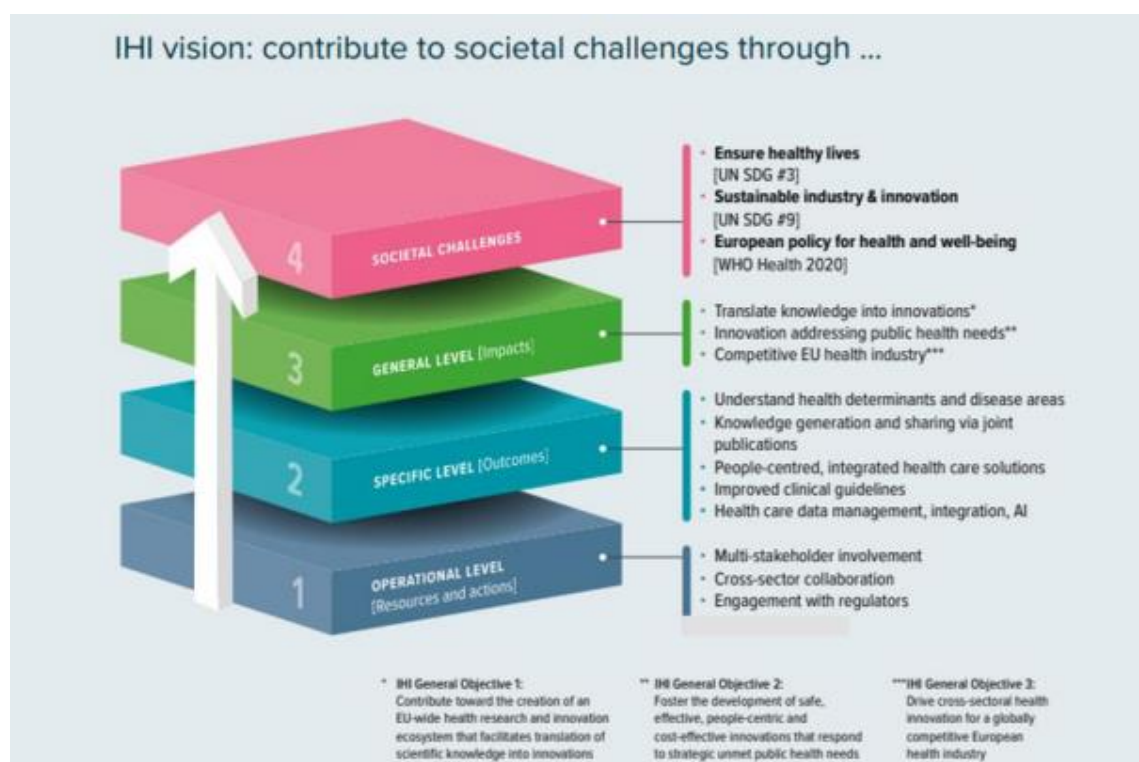 IHI vision: contribute to societal challenges through ...
4
SOCIETAL CHALLENGES
• Ensure healthy lives
[UN SDG #3]
• Sustainable industry & innovation
[UN SDG #9]
• European policy for health and well-being
[WHO Health 2020]
3
GENERAL LEVEL [Impacts]
• Translate knowledge into innovations*
• Innovation addressing public health needs**
• Competitive EU health industry***
2
SPECIFIC LEVEL [Outcomes]
• Understand health determinants and disease areas
• Knowledge generation and sharing via joint
publications
• People-centred, integrated health care solutions
• Improved clinical guidelines
• Health care data management, integration, AI
1
OPERATIONAL LEVEL
[Resources and actions]
• Multi-stakeholder involvement
• Cross-sector collaboration
• Engagement with regulators
* IHI General Objective 1:
Contribute toward the creation of an
EU-wide health research and innovation
ecosystem that facilitates translation of
scientific knowledge into innovations
** IHI General Objective 2:
Foster the development of safe,
effective, people-centric and
cost-effective innovations that respond
to strategic unmet public health needs
***IHI General Objective 3:
Drive cross-sectoral health
innovation for a globally
competitive European
health industry